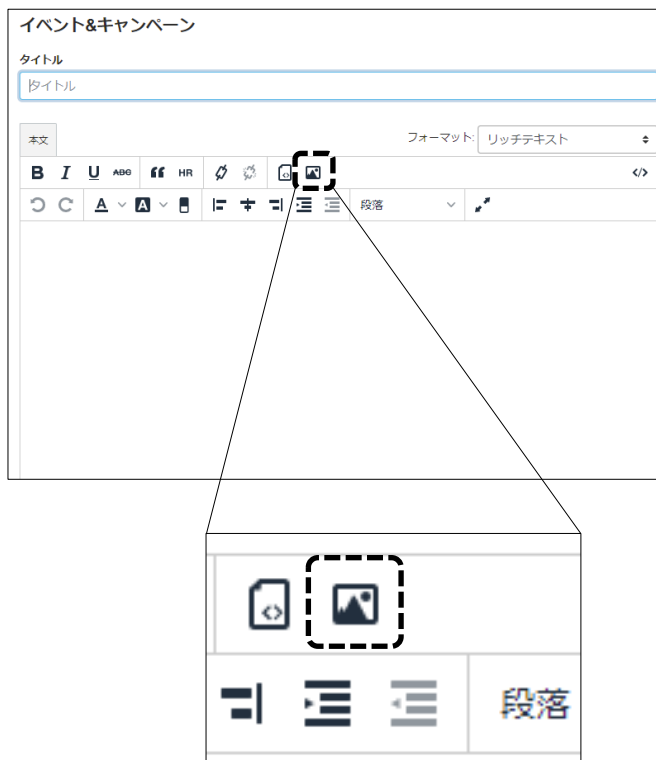 イベント&キャンペーン
タイトル
タイトル
本文
フォーマット: リッチテキスト
B I U ABC HR </>
A A 段落
段落